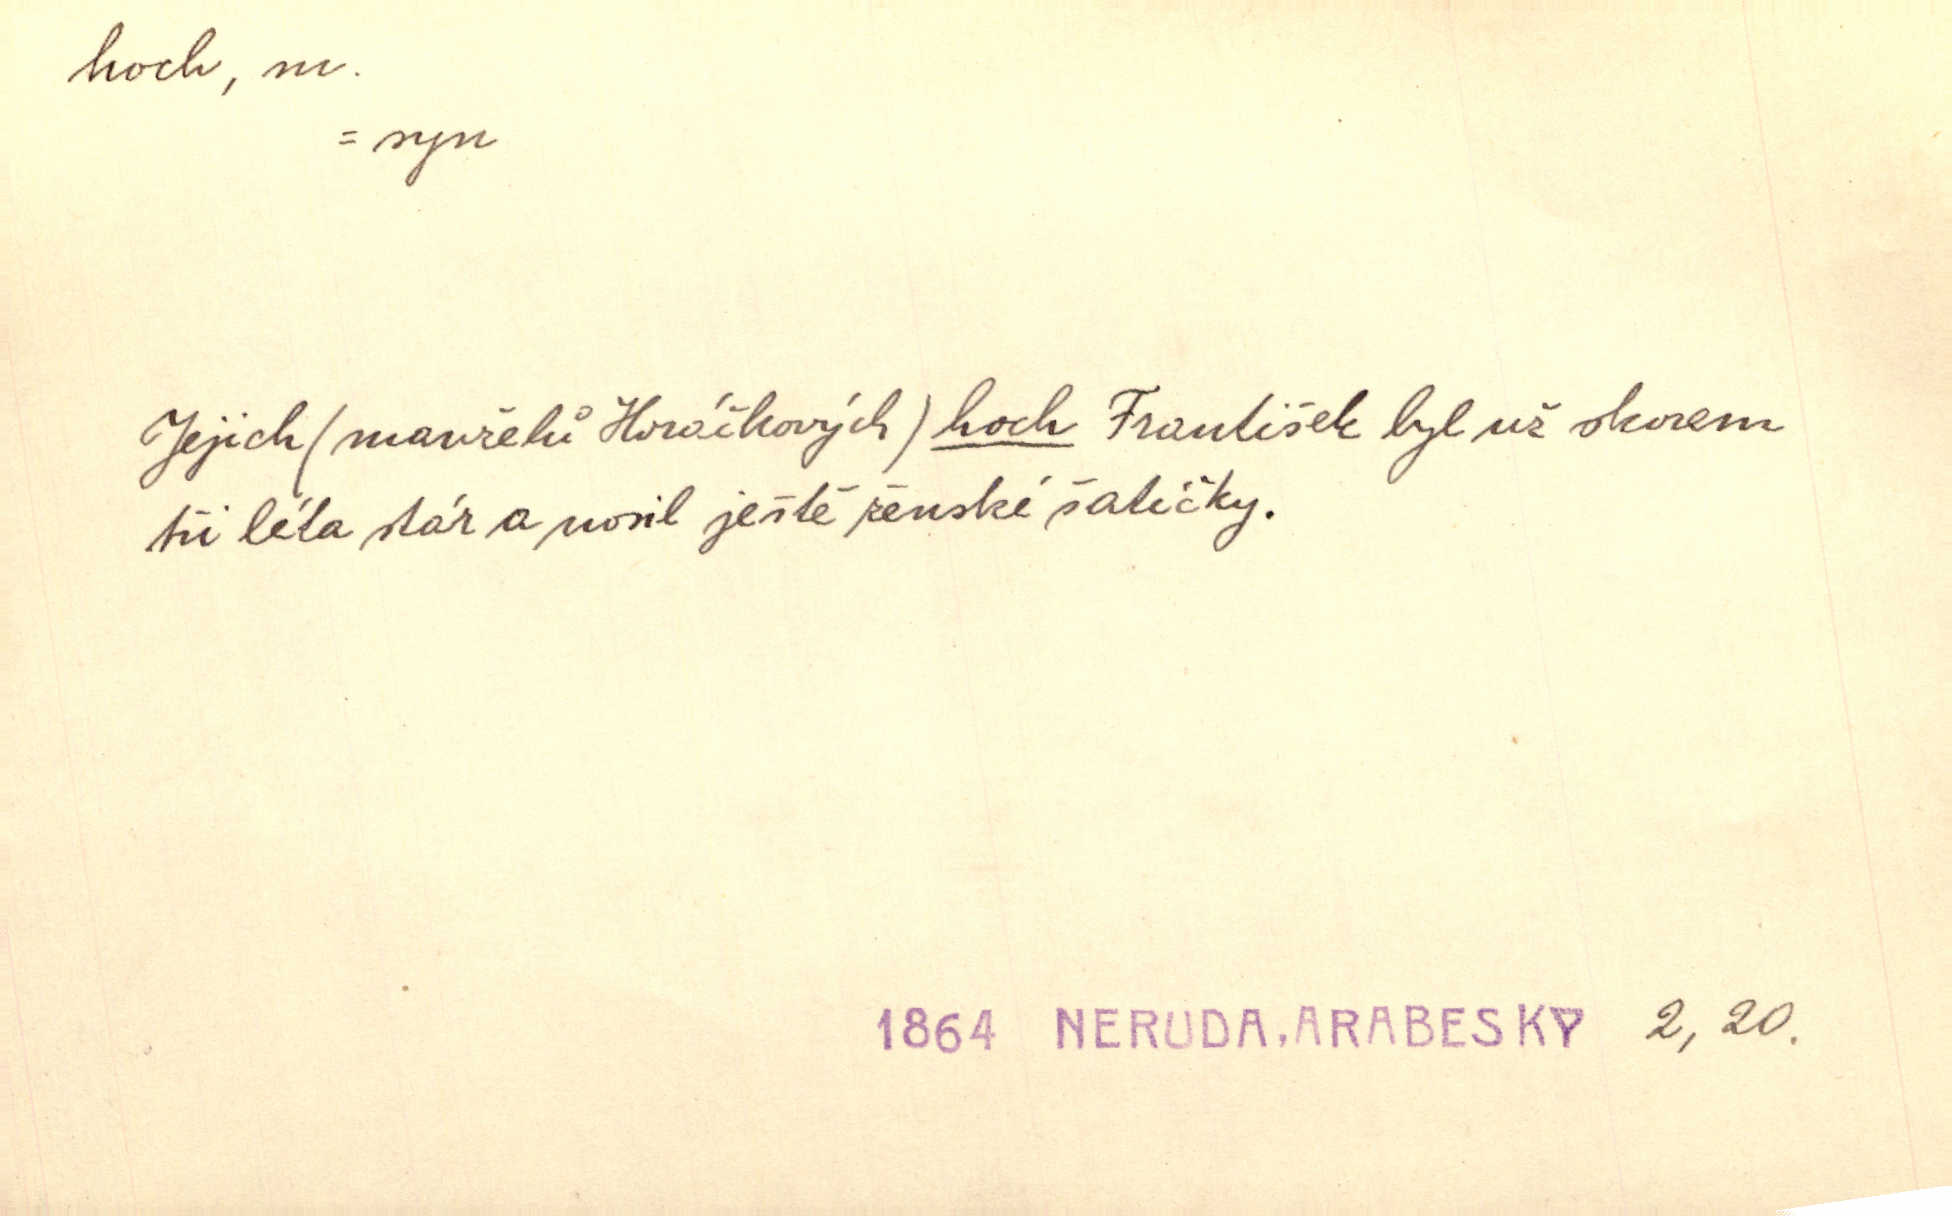 hoch, m.
= syn
Jejich (manželů Horáčkových) hoch František byl už skorem
tři léta stár a nosil ještě ženské šatičky.
1864 NERUDA, ARABESKY 2, 20.